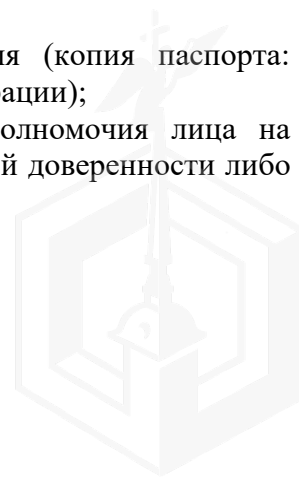 ия (копия паспорта:
рации);
олномочия лица на
й доверенности либо